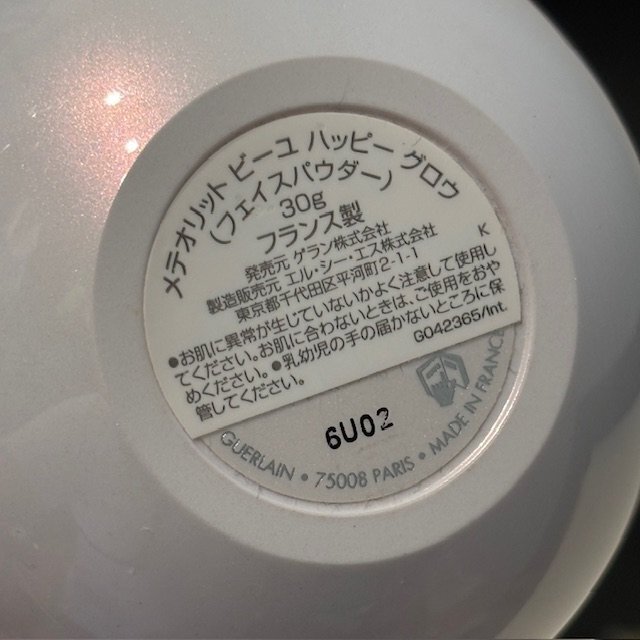 メテオリット ビーユ ハッピー グロウ
(フェイスパウダー)
30g
フランス製
K
発売元 ゲラン株式会社
製造販売元 エル・シー・エス株式会社
東京都千代田区平河町2-1-1
●お肌に異常が生じていないかよく注意して使用し
てください。お肌に合わないときは、ご使用をおや
めください。●乳幼児の手の届かないところに保
管してください。
G042365/Int
6U02
GUERLAIN • 75008 PARIS • MADE IN FRANCE